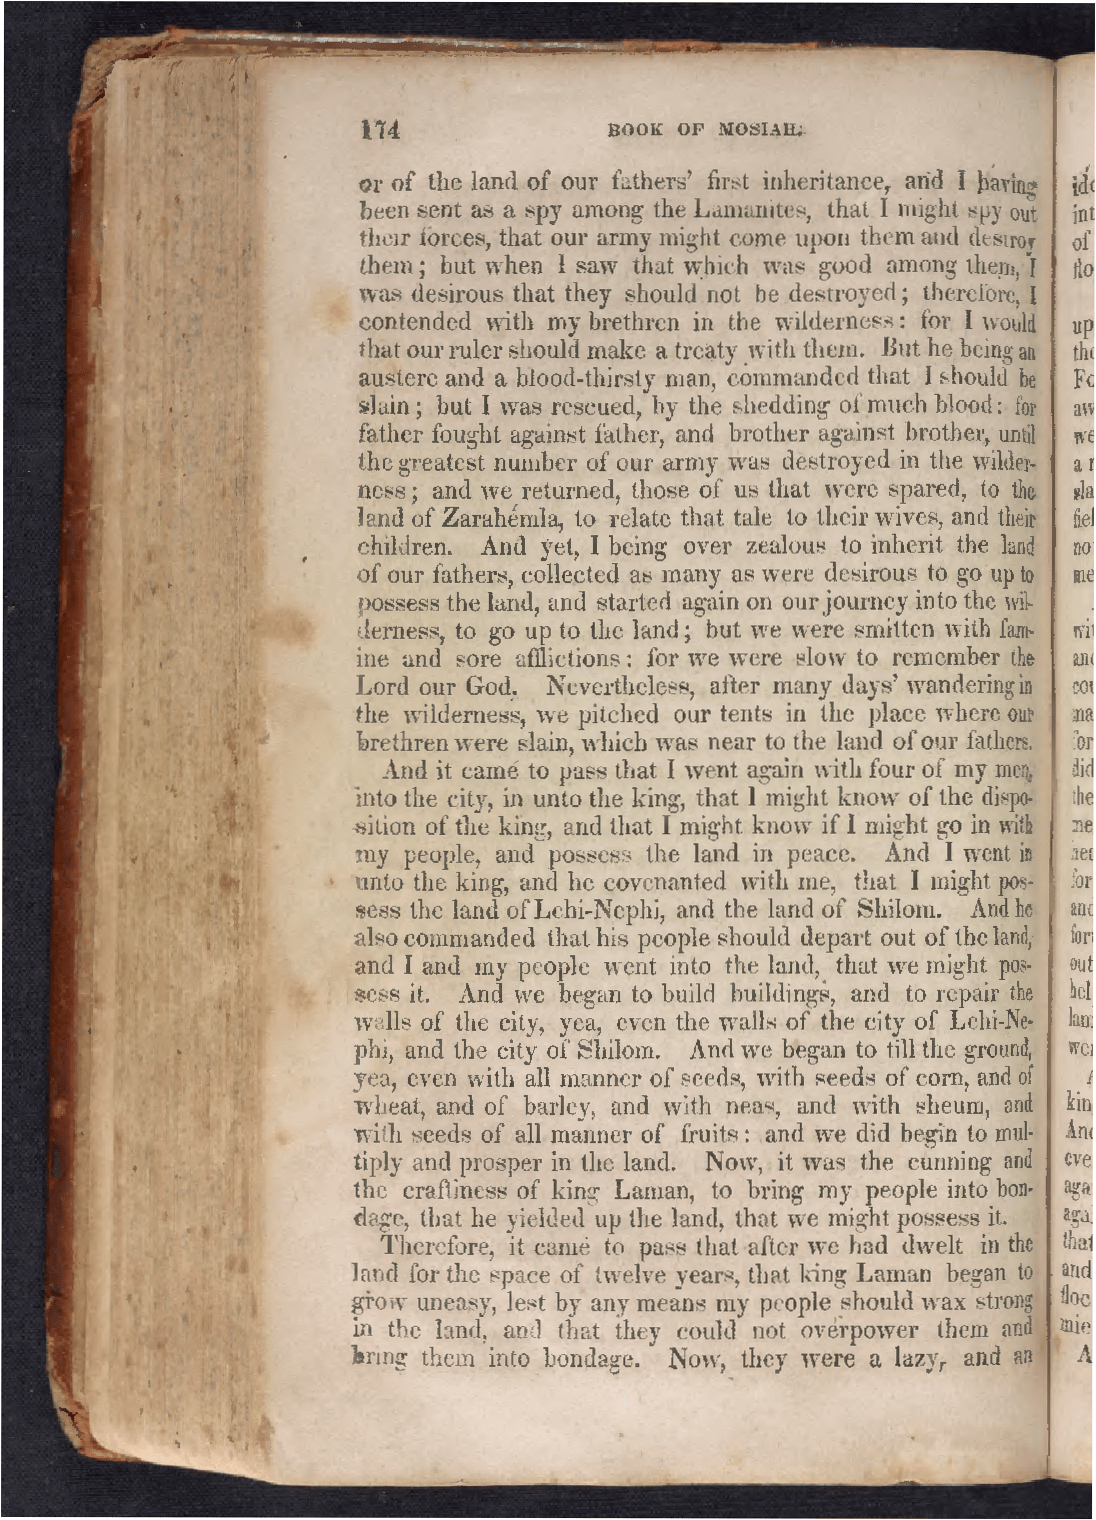 174 BOOK OF MOSIAH.
or of the land of our fathers' first inheritance, and I having
been sent as a spy among the Lamanites, that I might spy out
their forces, that our army might come upon them and destroy
them; but when I saw that which was good among them, I
was desirous that they should not be destroyed; therefore, I
contended with my brethren in the wilderness: for I would
that our ruler should make a treaty with them. But he being an
austere and a blood-thirsty man, commanded that I should be
slain; but I was rescued, by the shedding of much blood: for
father fought against father, and brother against brother, until
the greatest number of our army was destroyed in the wilder-
ness; and we returned, those of us that were spared, to the
land of Zarahemla, to relate that tale to their wives, and their
children. And yet, I being over zealous to inherit the land
of our fathers, collected as many as were desirous to go up to
possess the land, and started again on our journey into the wil-
derness, to go up to the land; but we were smitten with fam-
ine and sore afflictions: for we were slow to remember the
Lord our God. Nevertheless, after many days' wandering in
the wilderness, we pitched our tents in the place where our
brethren were slain, which was near to the land of our fathers.
And it came to pass that I went again with four of my men,
into the city, in unto the king, that I might know of the dispo-
sition of the king, and that I might know if I might go in with
my people, and possess the land in peace. And I went in
unto the king, and he covenanted with me, that I might pos-
sess the land of Lehi-Nephi, and the land of Shilom. And he
also commanded that his people should depart out of the land,
and I and my people went into the land, that we might pos-
sess it. And we began to build buildings, and to repair the
walls of the city, yea, even the walls of the city of Lehi-Ne-
phi, and the city of Shilom. And we began to till the ground,
yea, even with all manner of seeds, with seeds of corn, and of
wheat, and of barley, and with neas, and with sheum, and
with seeds of all manner of fruits: and we did begin to mul-
tiply and prosper in the land. Now, it was the cunning and
the craftiness of king Laman, to bring my people into bon-
dage, that he yielded up the land, that we might possess it.
Therefore, it came to pass that after we had dwelt in the
land for the space of twelve years, that king Laman began to
grow uneasy, lest by any means my people should wax strong
in the land, and that they could not overpower them and
bring them into bondage. Now, they were a lazy, and an